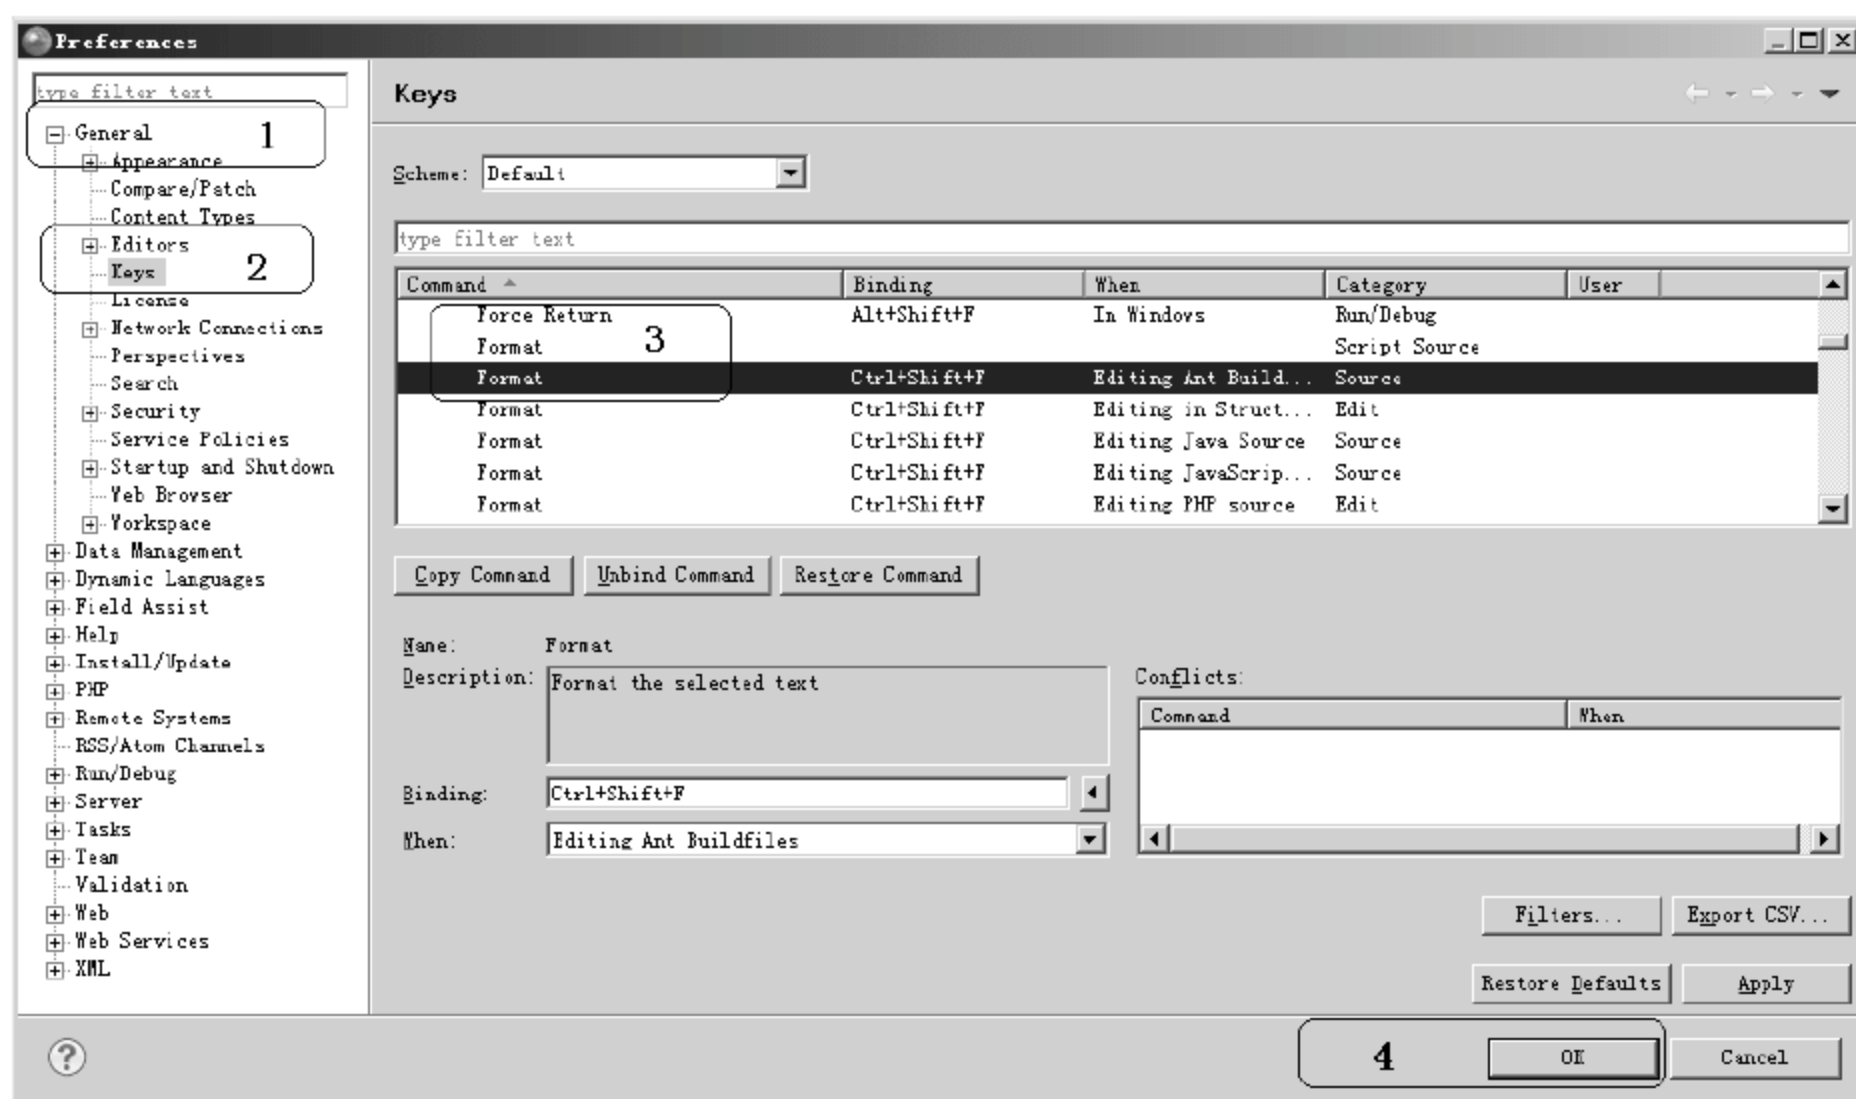 Preferences
type filter text
General 1
Appearance
Compare/Patch
Content Types
Editors
Keys 2
License
Network Connections
Perspectives
Search
Security
Service Policies
Startup and Shutdown
Web Browser
Workspace
Data Management
Dynamic Languages
Field Assist
Help
Install/Update
PHP
Remote Systems
RSS/Atom Channels
Run/Debug
Server
Tasks
Team
Validation
Web
Web Services
XML
Keys
Scheme: Default
type filter text
Command Binding When Category User
Force Return Alt+Shift+F In Windows Run/Debug
3
Format Script Source
Format Ctrl+Shift+F Editing Ant Build... Source
Format Ctrl+Shift+F Editing in Struct... Edit
Format Ctrl+Shift+F Editing Java Source Source
Format Ctrl+Shift+F Editing JavaScrip... Source
Format Ctrl+Shift+F Editing PHP source Edit
Copy Command Unbind Command Restore Command
Name: Format
Description: Format the selected text
Conflicts:
Command When
Binding: Ctrl+Shift+F
When: Editing Ant Buildfiles
Filters... Export CSV...
Restore Defaults Apply
? 4 OK Cancel